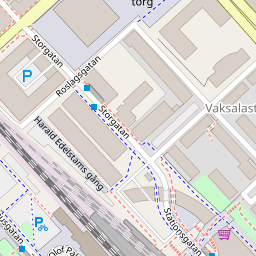 torg
Storgatan
Roslagsgatan
P
Vaksalast
Storgatan
Harald Edelstams gång
Stationsgatan
P
Olof Pal
gatan